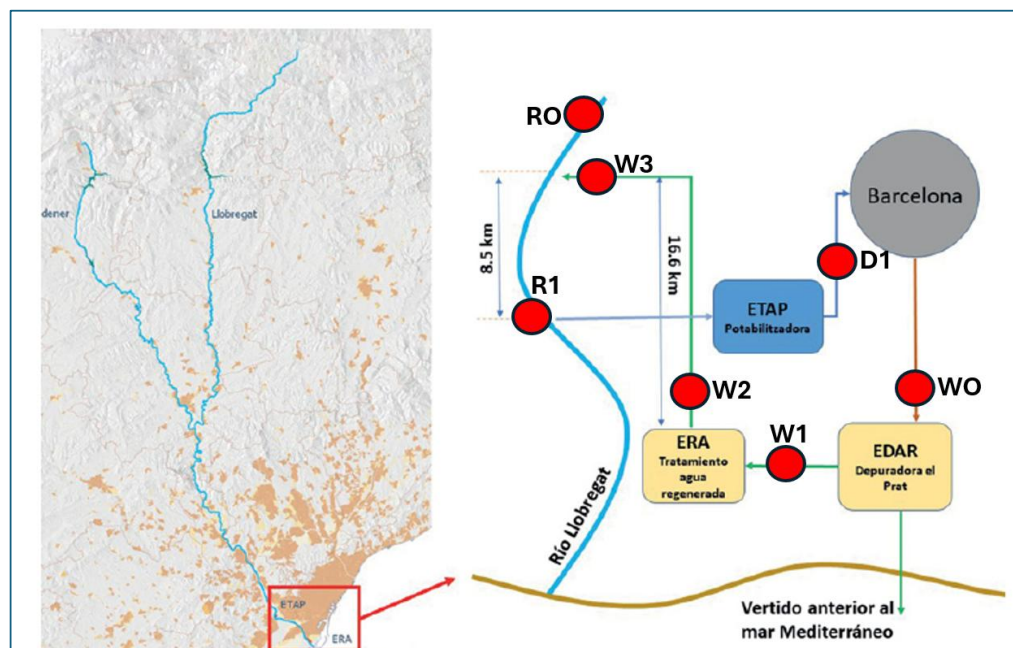 dener
Llobregat
ETAP
ERA
RO
W3
8.5 km
16.6 km
R1
Barcelona
D1
ETAP
Potabilitzadora
W2
WO
W1
ERA
Tratamiento
agua
regenerada
EDAR
Depuradora el
Prat
Río Llobregat
Vertido anterior al
mar Mediterráneo